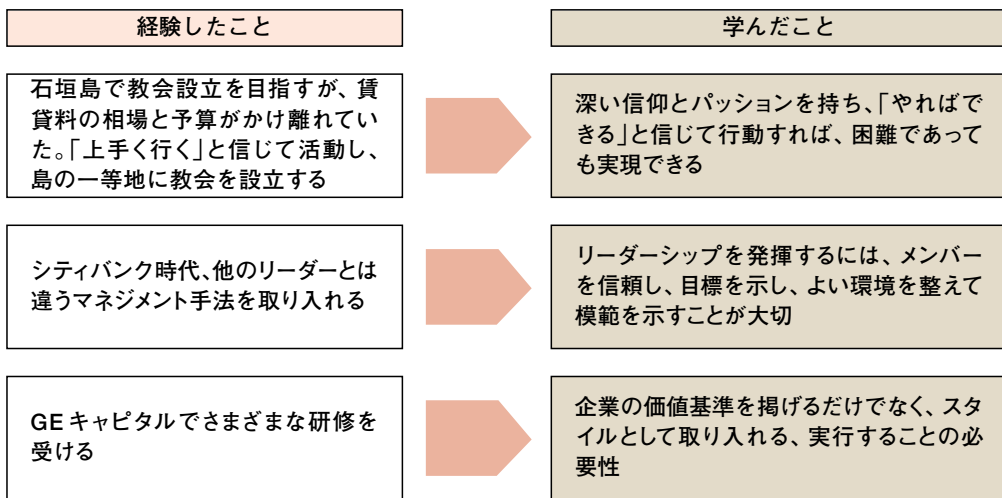 経験したこと
学んだこと
石垣島で教会設立を目指すが、賃
貸料の相場と予算がかけ離れてい
た。「上手く行く」と信じて活動し、
島の一等地に教会を設立する
深い信仰とパッションを持ち、「やればで
きる」と信じて行動すれば、困難であって
も実現できる
シティバンク時代、他のリーダーとは
違うマネジメント手法を取り入れる
リーダーシップを発揮するには、メンバー
を信頼し、目標を示し、よい環境を整えて
模範を示すことが大切
GEキャピタルでさまざまな研修を
受ける
企業の価値基準を掲げるだけでなく、スタ
イルとして取り入れる、実行することの必
要性